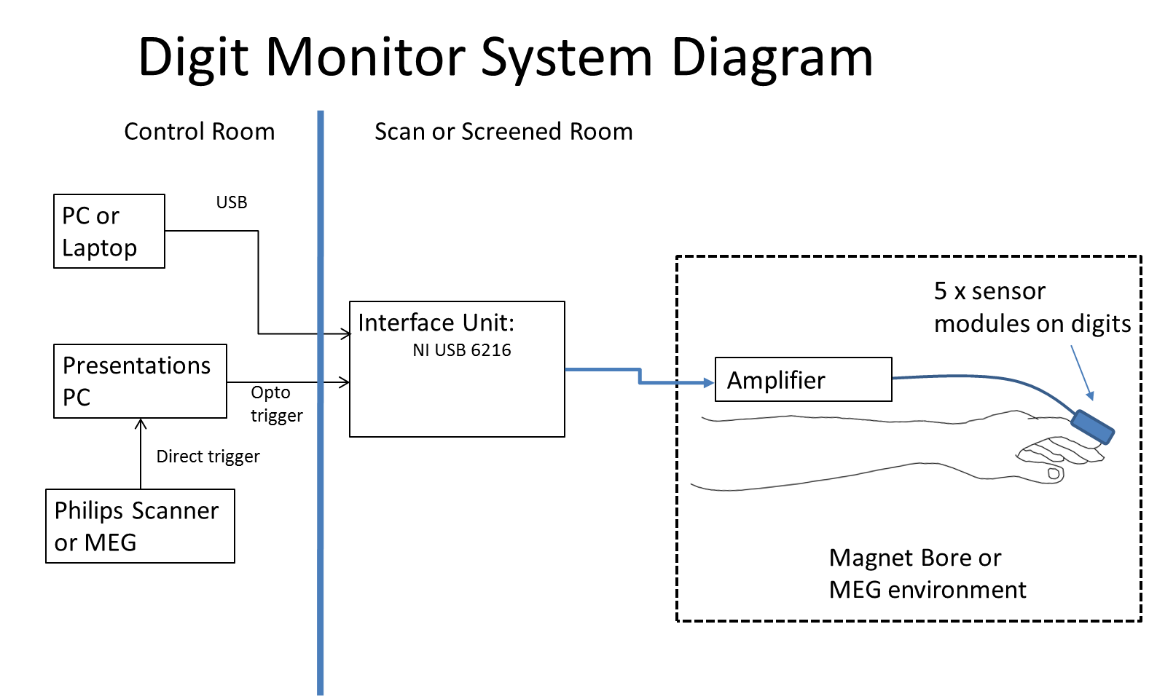 Digit Monitor System Diagram
Control Room
Scan or Screened Room
USB
PC or
Laptop
5 x sensor
modules on digits
Interface Unit:
NI USB 6216
Presentations
PC
Opto
trigger
Amplifier
Direct trigger
Philips Scanner
or MEG
Magnet Bore or
MEG environment